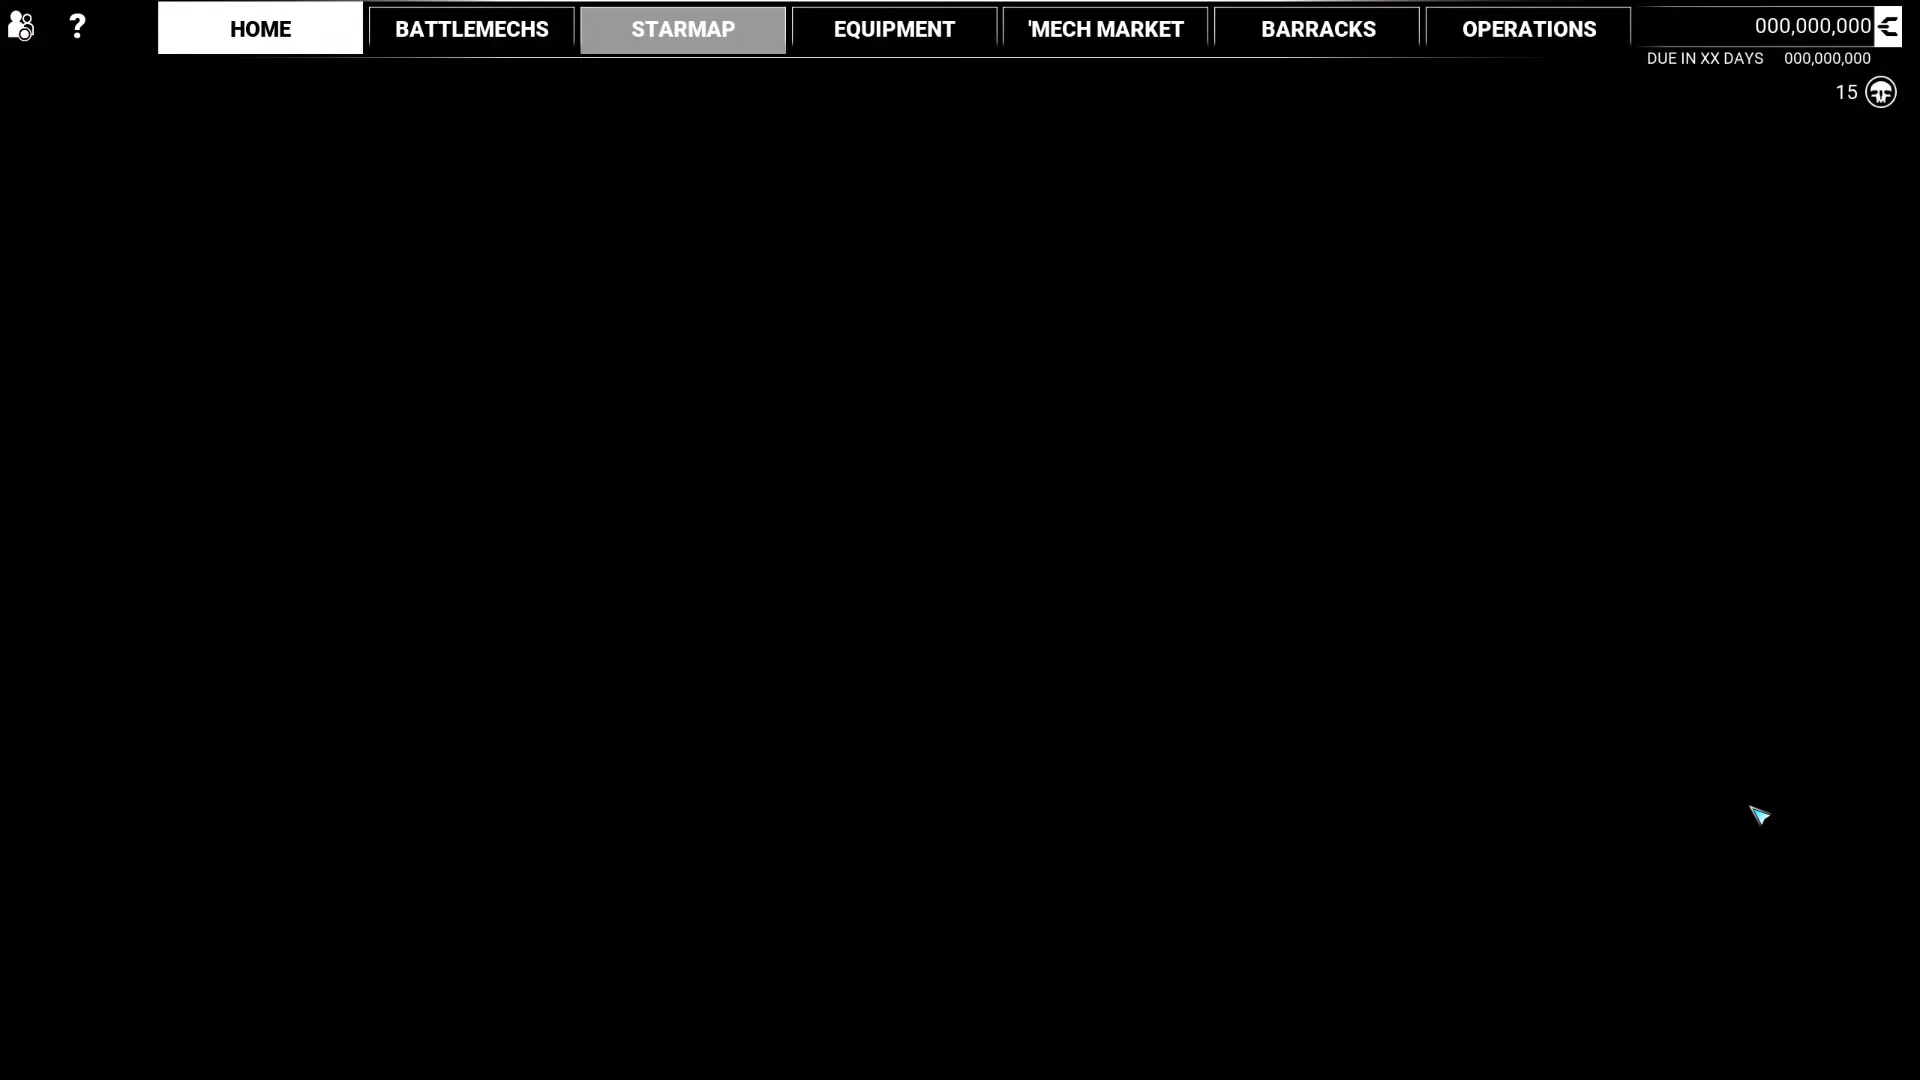 ?
HOME
BATTLEMECHS
STARMAP
EQUIPMENT
'MECH MARKET
BARRACKS
OPERATIONS
000,000,000
DUE IN XX DAYS 000,000,000
15